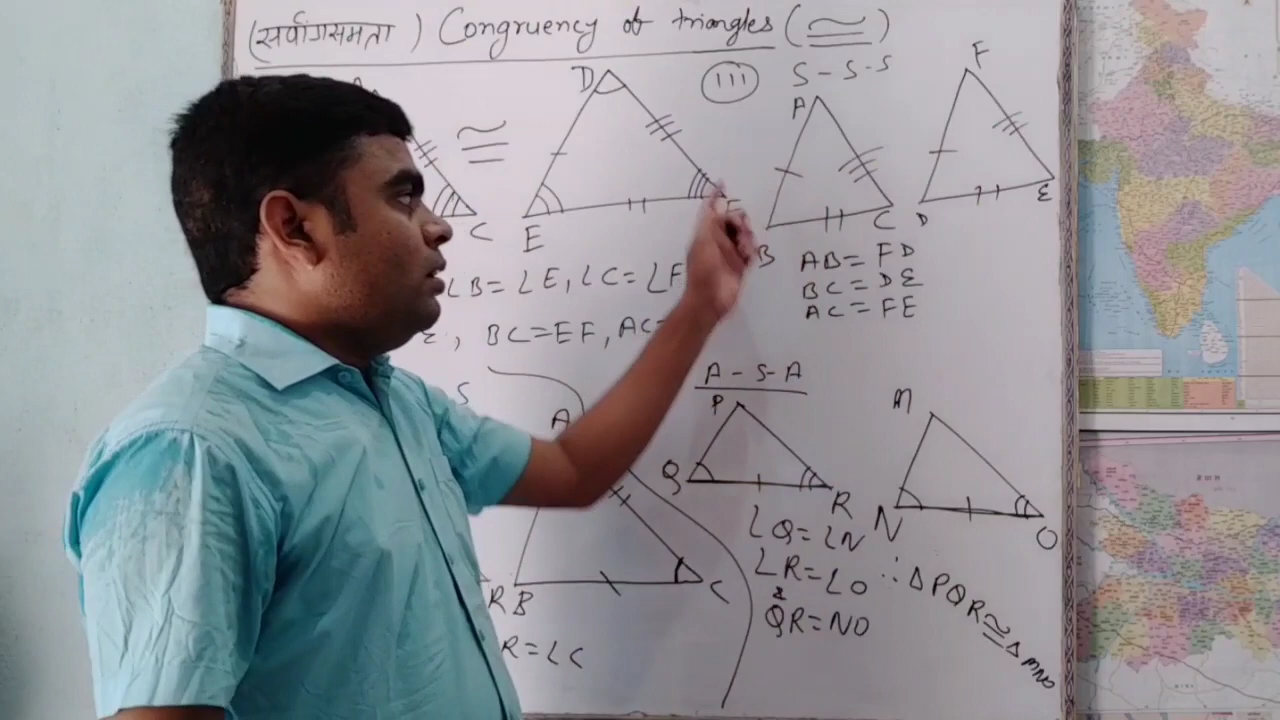 (सर्वांगसमता) Congruency of triangles (≅)
A
C
≅
D
E
F
∠B=∠E, ∠C=∠F
E, BC=EF, AC=
(III)
S-S-S
A
B
C
F
D
E
AB=FD
BC=DE
AC=FE
S
A
R
B
C
R=∠C
A-S-A
P
Q
R
M
N
O
∠Q=∠N
∠R=∠O
&
QR=NO
∴ ΔPQR≅ΔMNO